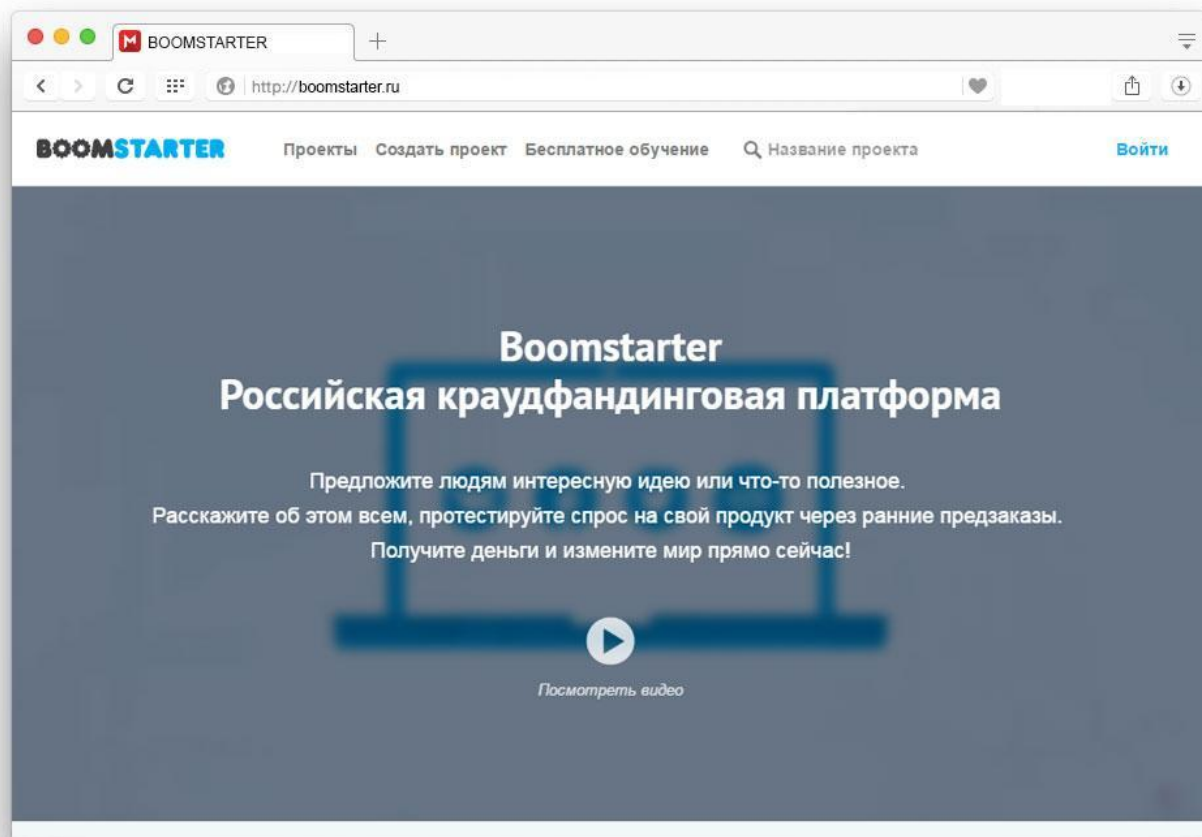 BOOMSTARTER
http://boomstarter.ru
BOOMSTARTER Проекты Создать проект Бесплатное обучение Название проекта Войти
Boomstarter
Российская краудфандинговая платформа
Предложите людям интересную идею или что-то полезное.
Расскажите об этом всем, протестируйте спрос на свой продукт через ранние предзаказы.
Получите деньги и измените мир прямо сейчас!
Посмотреть видео